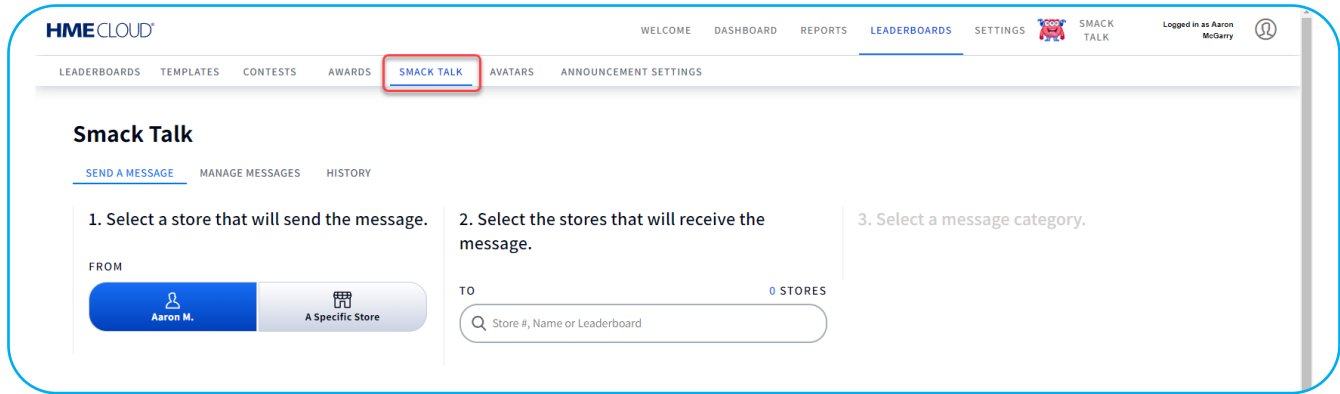 HME CLOUD®
WELCOME DASHBOARD REPORTS LEADERBOARDS SETTINGS SMACK TALK Logged in as Aaron McGarry
LEADERBOARDS TEMPLATES CONTESTS AWARDS SMACK TALK AVATARS ANNOUNCEMENT SETTINGS
Smack Talk
SEND A MESSAGE MANAGE MESSAGES HISTORY
1. Select a store that will send the message.
FROM
Aaron M. A Specific Store
2. Select the stores that will receive the
message.
TO 0 STORES
Store #, Name or Leaderboard
3. Select a message category.